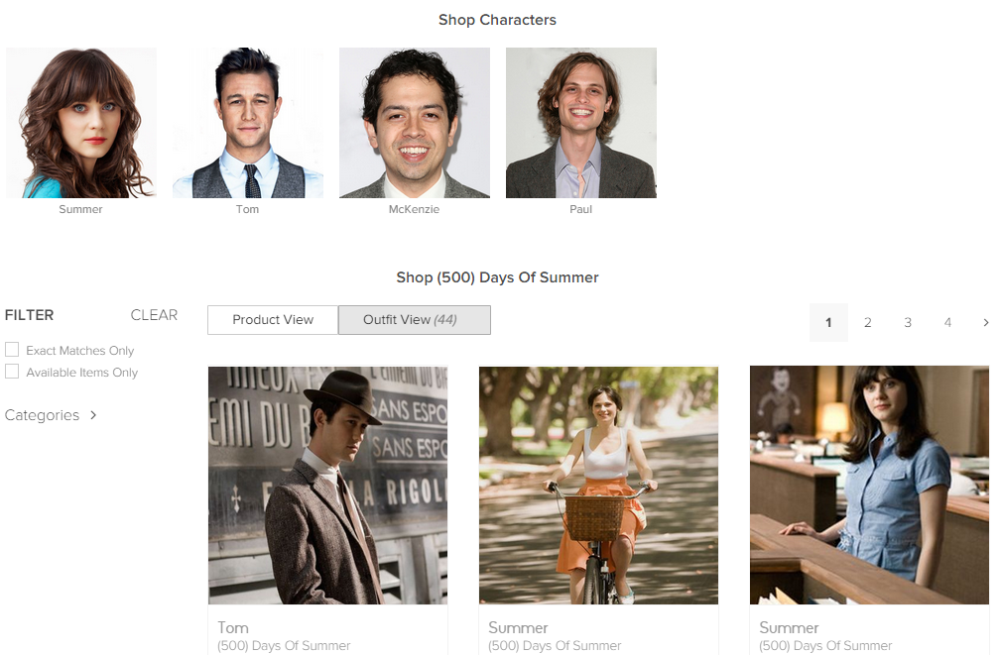 Shop Characters
Summer
Tom
McKenzie
Paul
Shop (500) Days Of Summer
FILTER
CLEAR
Exact Matches Only
Available Items Only
Categories >
Product View
Outfit View (44)
1 2 3 4 >
SANS ESPO
EMI DU B
SANS ESPO
A RIGOL
Tom
(500) Days Of Summer
Summer
(500) Days Of Summer
Summer
(500) Days Of Summer